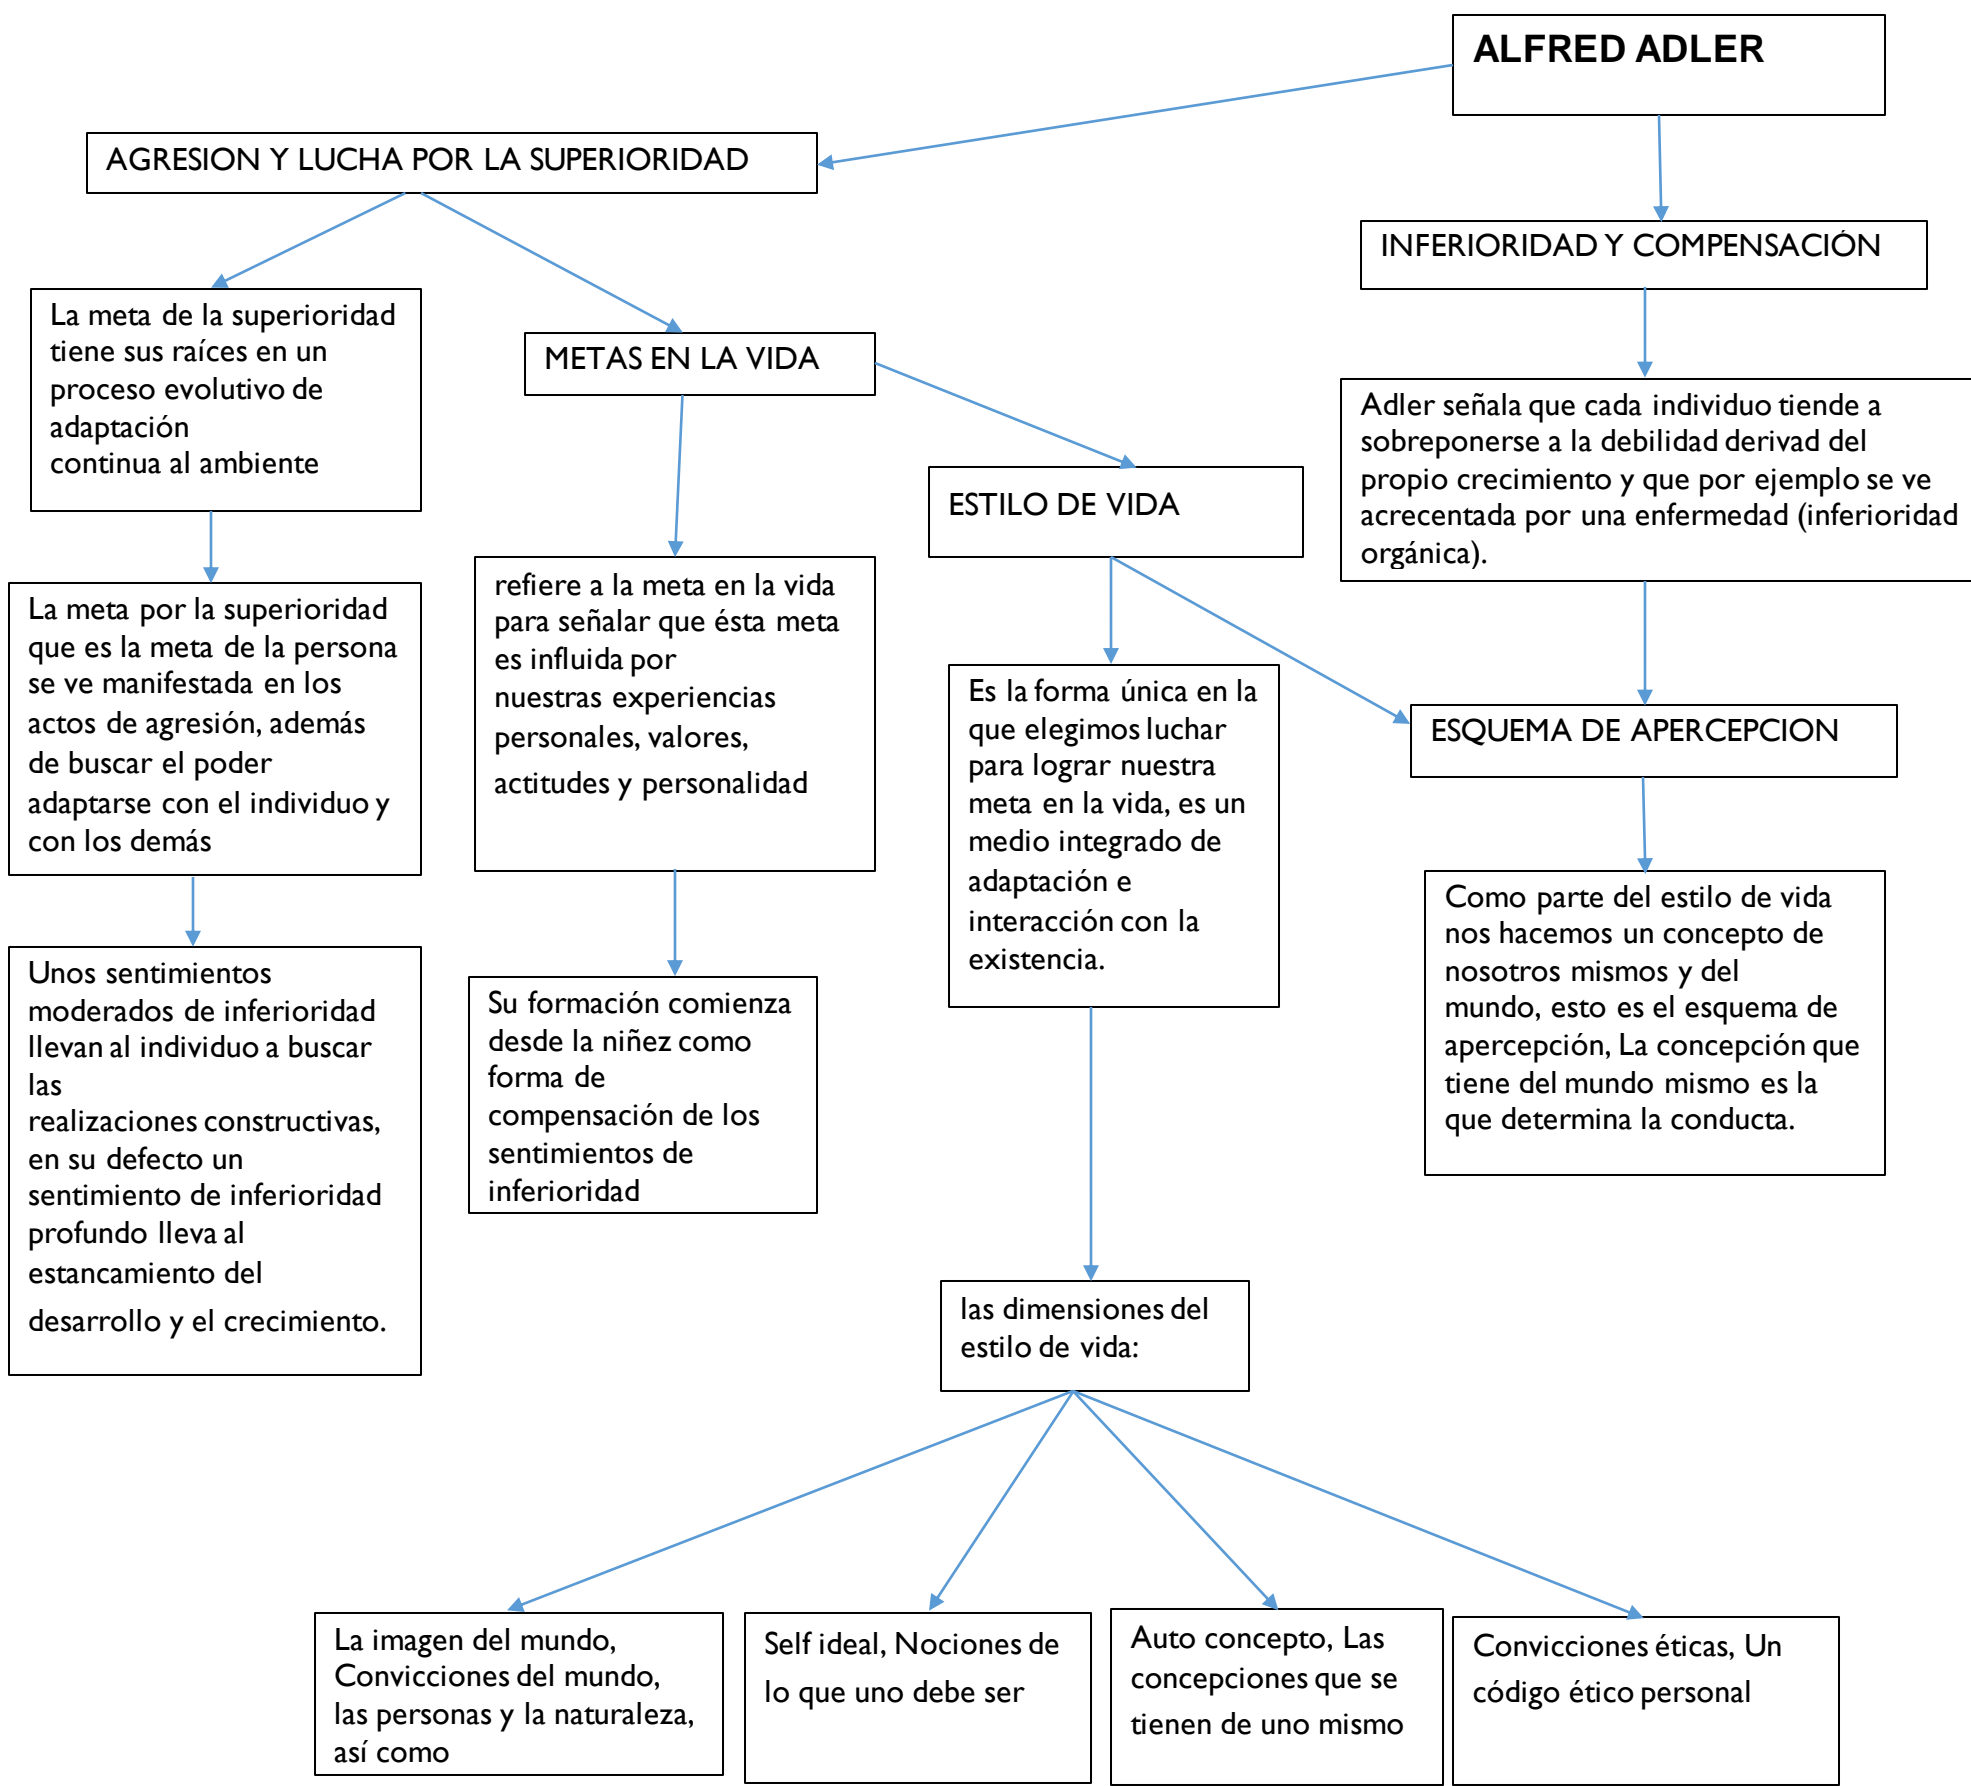 ALFRED ADLER
AGRESION Y LUCHA POR LA SUPERIORIDAD
INFERIORIDAD Y COMPENSACIÓN
La meta de la superioridad
tiene sus raíces en un
proceso evolutivo de
adaptación
continua al ambiente
METAS EN LA VIDA
Adler señala que cada individuo tiende a
sobreponerse a la debilidad derivad del
propio crecimiento y que por ejemplo se ve
acrecentada por una enfermedad (inferioridad
orgánica).
ESTILO DE VIDA
La meta por la superioridad
que es la meta de la persona
se ve manifestada en los
actos de agresión, además
de buscar el poder
adaptarse con el individuo y
con los demás
refiere a la meta en la vida
para señalar que ésta meta
es influida por
nuestras experiencias
personales, valores,
actitudes y personalidad
Es la forma única en la
que elegimos luchar
para lograr nuestra
meta en la vida, es un
medio integrado de
adaptación e
interacción con la
existencia.
ESQUEMA DE APERCEPCION
Como parte del estilo de vida
nos hacemos un concepto de
nosotros mismos y del
mundo, esto es el esquema de
apercepción, La concepción que
tiene del mundo mismo es la
que determina la conducta.
Unos sentimientos
moderados de inferioridad
llevan al individuo a buscar
las
realizaciones constructivas,
en su defecto un
sentimiento de inferioridad
profundo lleva al
estancamiento del
desarrollo y el crecimiento.
Su formación comienza
desde la niñez como
forma de
compensación de los
sentimientos de
inferioridad
las dimensiones del
estilo de vida:
La imagen del mundo,
Convicciones del mundo,
las personas y la naturaleza,
así como
Self ideal, Nociones de
lo que uno debe ser
Auto concepto, Las
concepciones que se
tienen de uno mismo
Convicciones éticas, Un
código ético personal